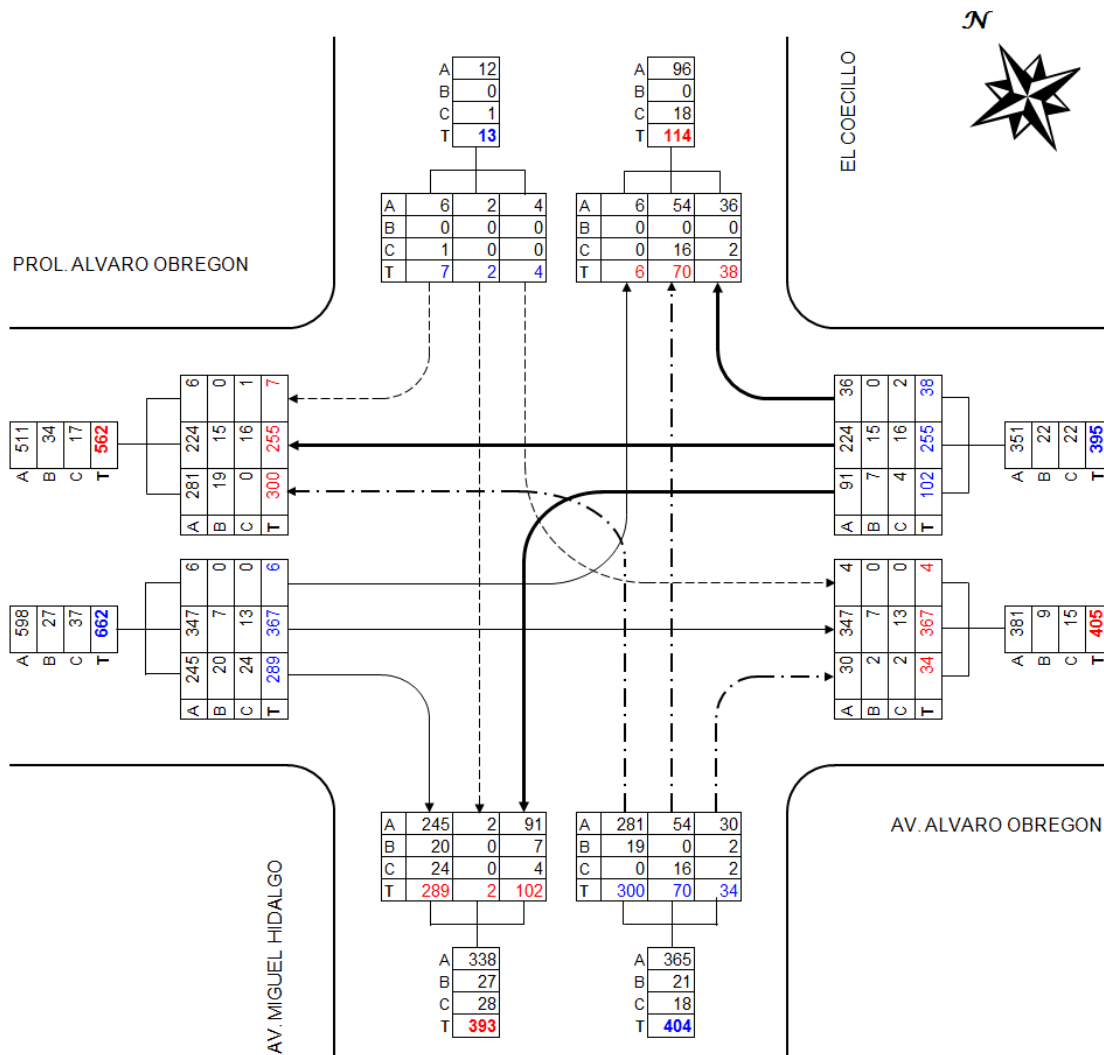 N
A 12
B 0
C 1
T 13
A 96
B 0
C 18
T 114
EL COECILLO
A 6 2 4
B 0 0 0
C 1 0 0
T 7 2 4
A 6 54 36
B 0 0 0
C 0 16 2
T 6 70 38
PROL. ALVARO OBREGON
6 0 1 7
224 15 16 255
281 19 0 300
A B C T
511 34 17 562
A B C T
36 0 2 38
224 15 16 255
91 7 4 102
A B C T
351 22 22 395
A B C T
6 0 0 6
347 7 13 367
245 20 24 289
A B C T
598 27 37 662
A B C T
4 0 0 4
347 7 13 367
30 2 2 34
A B C T
381 9 15 405
A B C T
A 245 2 91
B 20 0 7
C 24 0 4
T 289 2 102
A 281 54 30
B 19 0 2
C 0 16 2
T 300 70 34
AV. ALVARO OBREGON
AV. MIGUEL HIDALGO
A 338
B 27
C 28
T 393
A 365
B 21
C 18
T 404